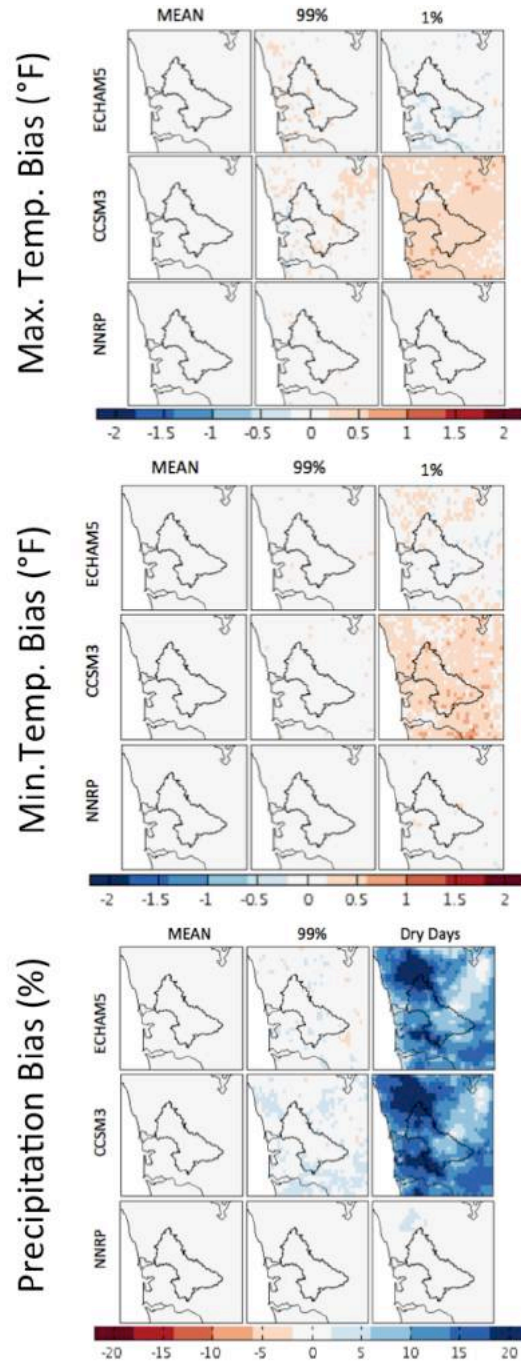 MEAN 99% 1%
Max. Temp. Bias (°F)
ECHAM5
CCSM3
NNRP
-2 -1.5 -1 -0.5 0 0.5 1 1.5 2
MEAN 99% 1%
Min.Temp. Bias (°F)
ECHAM5
CCSM3
NNRP
-2 -1.5 -1 -0.5 0 0.5 1 1.5 2
MEAN 99% Dry Days
Precipitation Bias (%)
ECHAM5
CCSM3
NNRP
-20 -15 -10 -5 0 5 10 15 20